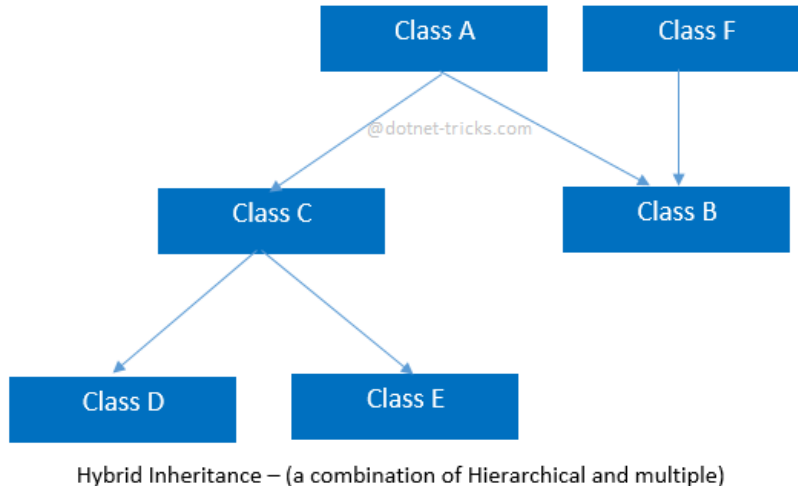 Class A
Class F
@dotnet-tricks.com
Class C
Class B
Class D
Class E
Hybrid Inheritance – (a combination of Hierarchical and multiple)